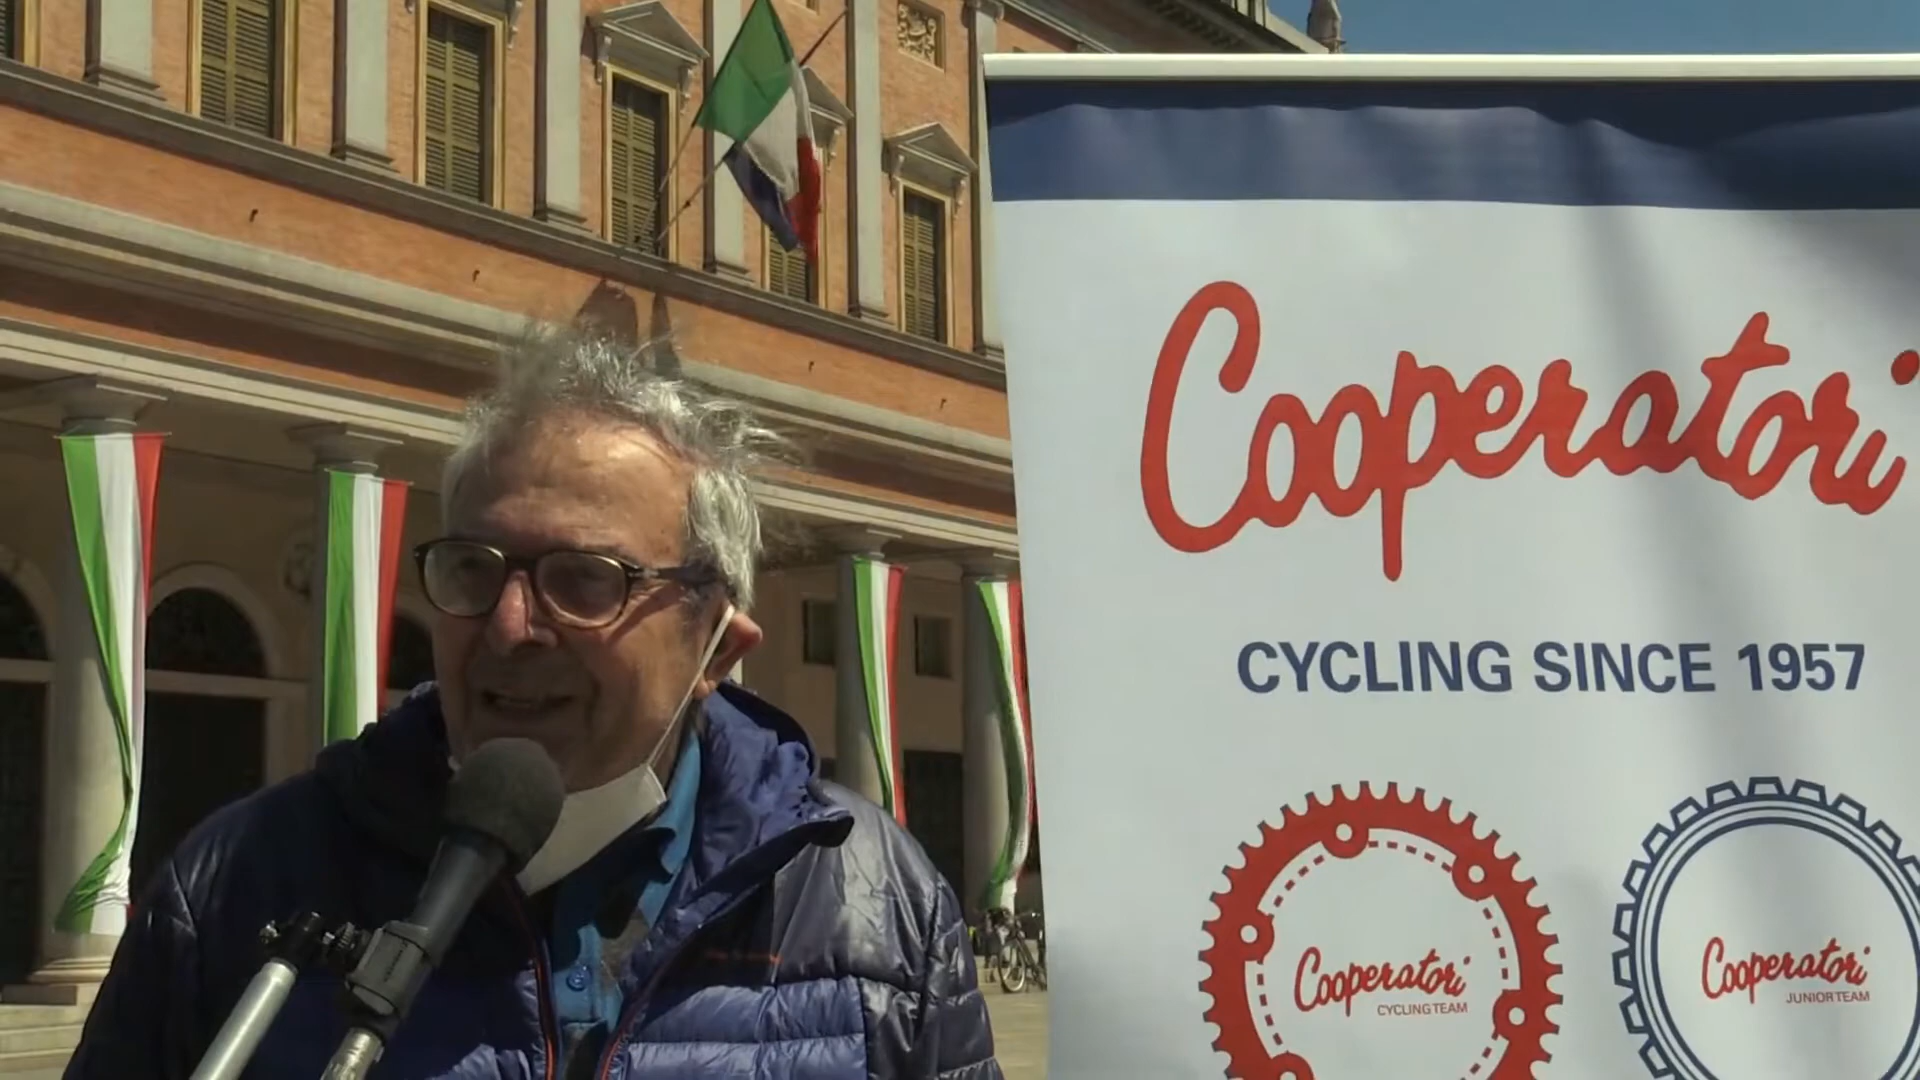 Cooperatori
CYCLING SINCE 1957
Cooperatori
CYCLING TEAM
Cooperatori
JUNIOR TEAM